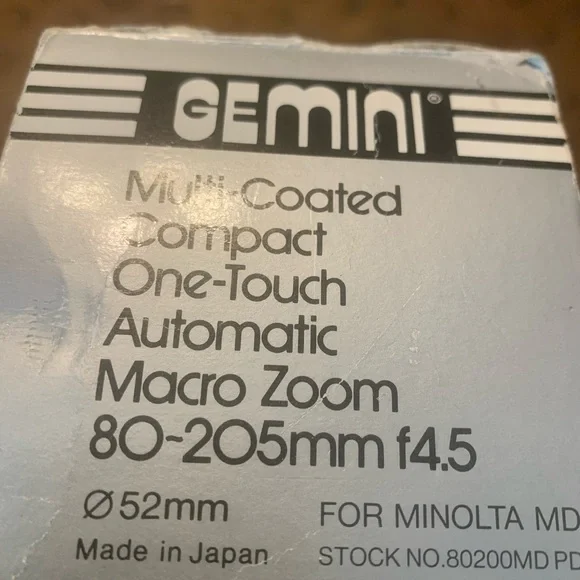 GEMINI®
Multi-Coated
Compact
One-Touch
Automatic
Macro Zoom
80~205mm f4.5
Ø52mm FOR MINOLTA MD
Made in Japan STOCK NO.80200MD PD